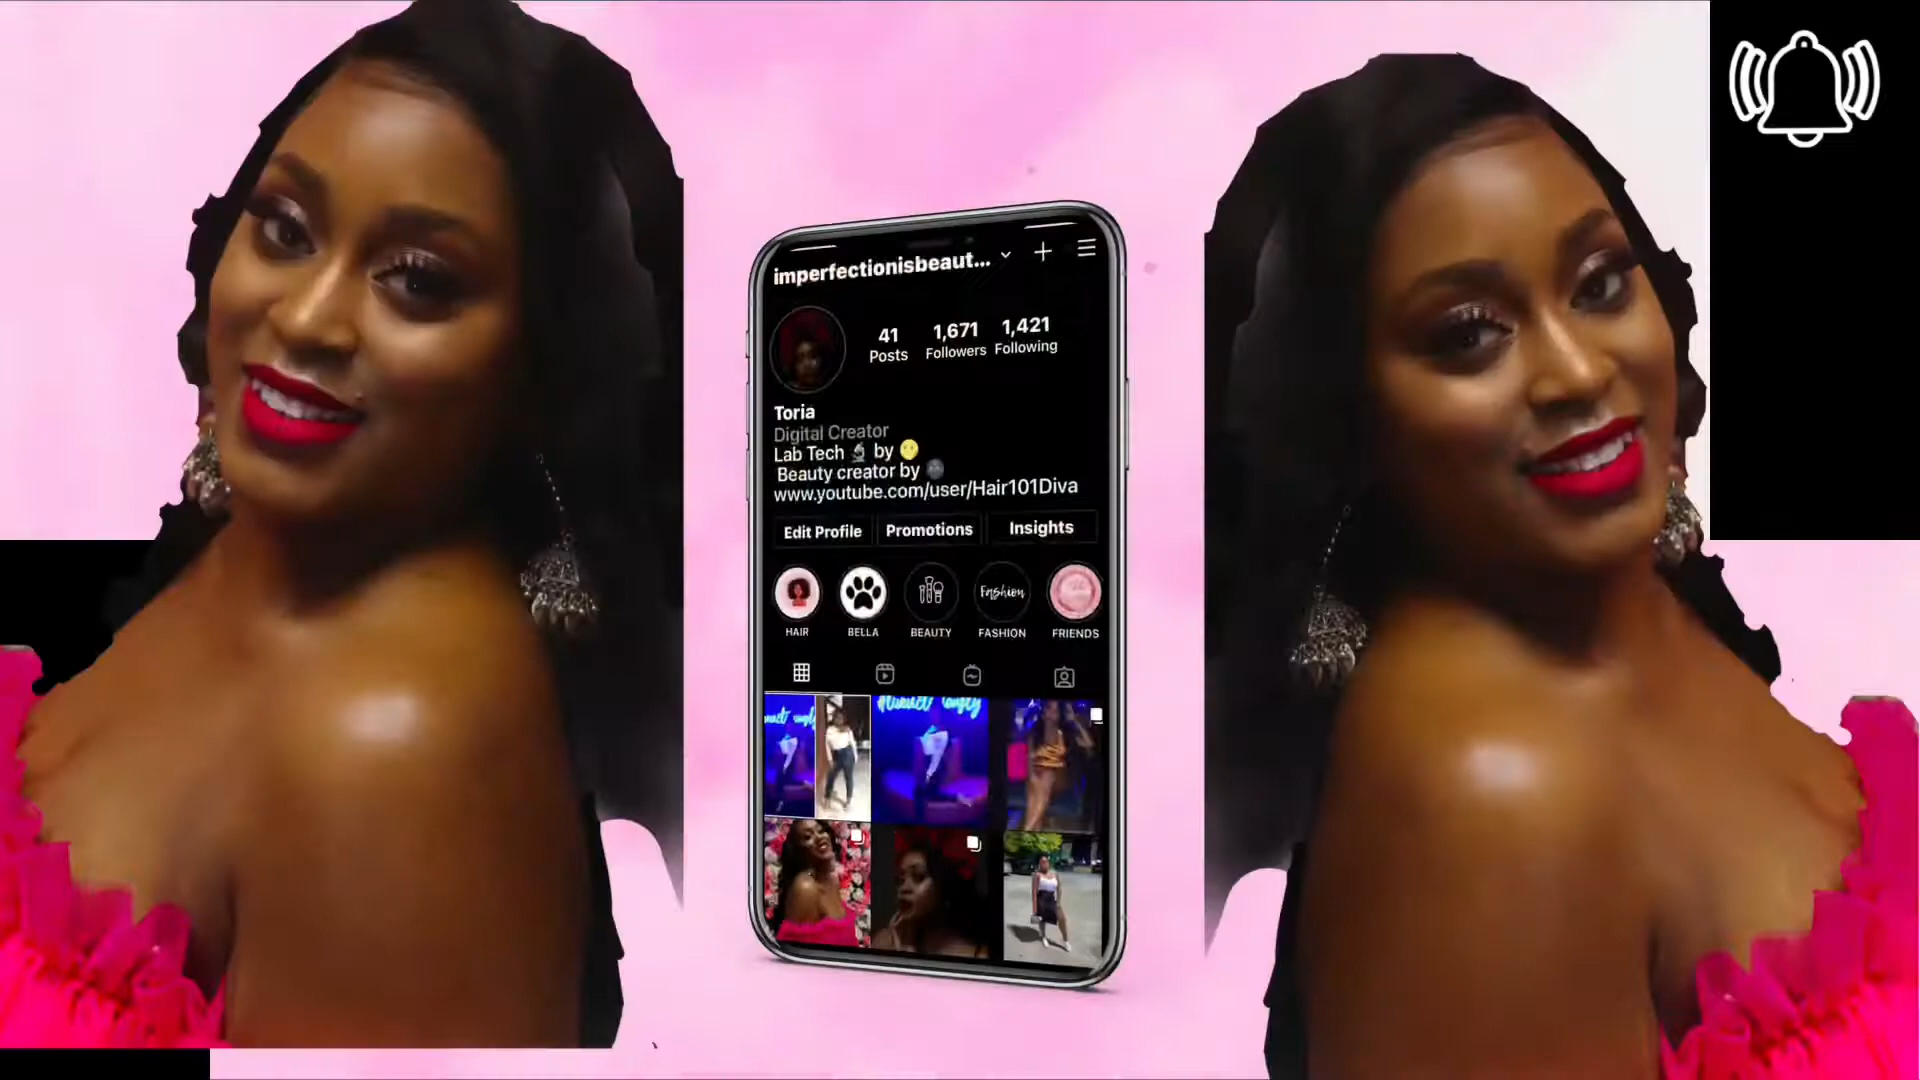 imperfectionisbeaut...
41 1,671 1,421
Posts Followers Following
Toria
Digital Creator
Lab Tech 🔬 by 🌝
Beauty creator by 🌚
www.youtube.com/user/Hair101Diva
Edit Profile Promotions Insights
Fashion
HAIR BELLA BEAUTY FASHION FRIENDS